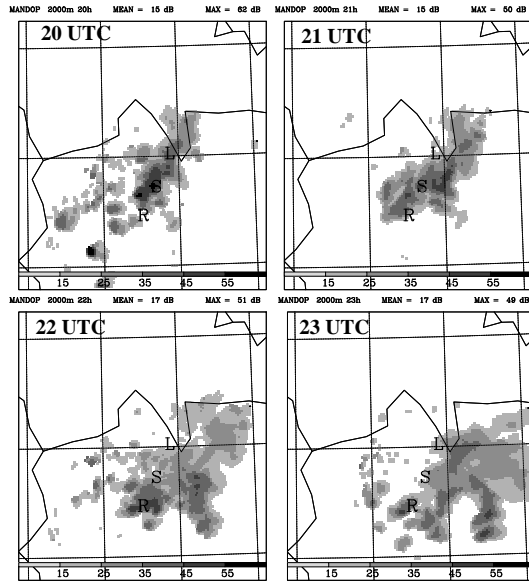 MANDOP 2000m 20h MEAN = 15 dB MAX = 62 dB
20 UTC
L
S
R
15 25 35 45 55
MANDOP 2000m 21h MEAN = 15 dB MAX = 50 dB
21 UTC
L
S
R
15 25 35 45 55
MANDOP 2000m 22h MEAN = 17 dB MAX = 51 dB
22 UTC
L
S
R
15 25 35 45 55
MANDOP 2000m 23h MEAN = 17 dB MAX = 49 dB
23 UTC
L
S
R
15 25 35 45 55